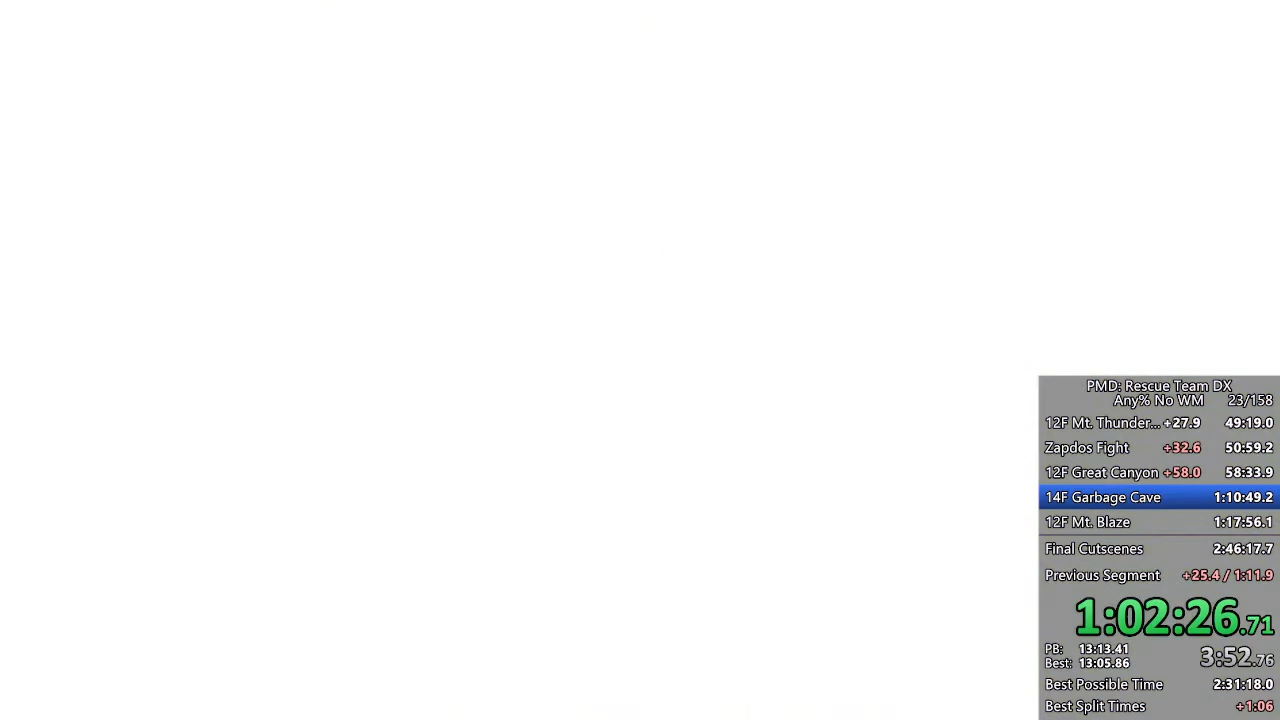 PMD: Rescue Team DX
Any% No WM 23/158
12F Mt. Thunder... +27.9 49:19.0
Zapdos Fight +32.6 50:59.2
12F Great Canyon +58.0 58:33.9
14F Garbage Cave 1:10:49.2
12F Mt. Blaze 1:17:56.1
Final Cutscenes 2:46:17.7
Previous Segment +25.4 / 1:11.9
1:02:26.71
PB: 13:13.41
Best: 13:05.86 3:52.76
Best Possible Time 2:31:18.0
Best Split Times +1:06